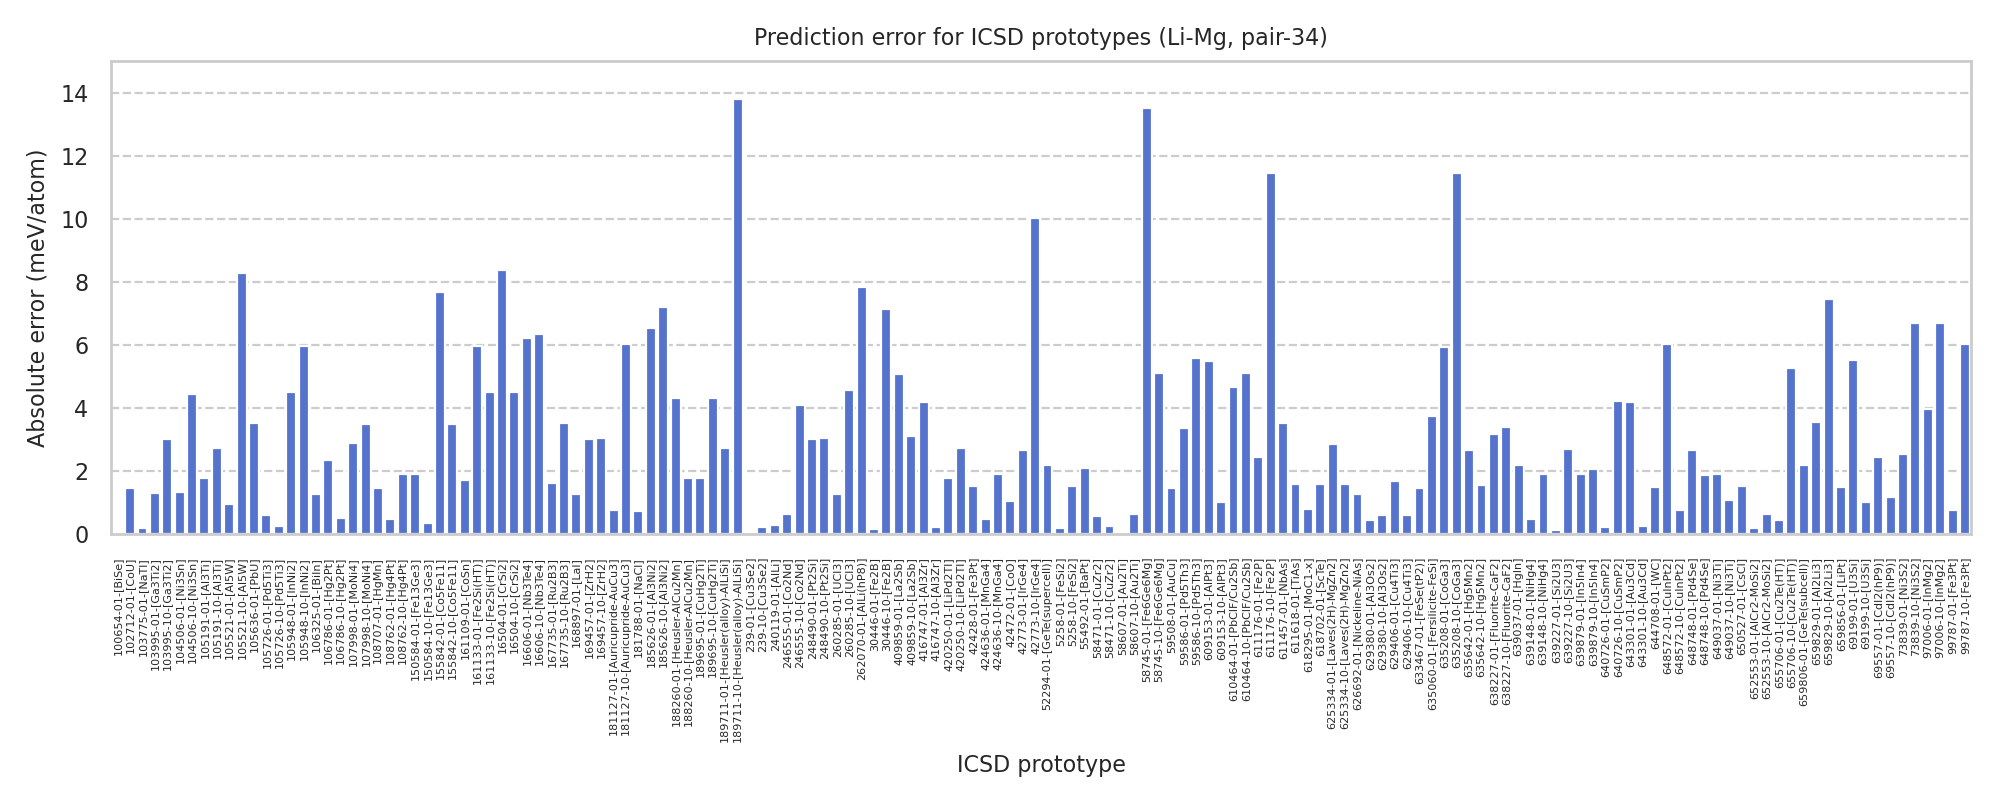 Prediction error for ICSD prototypes (Li-Mg, pair-34)
Absolute error (meV/atom)
14
12
10
8
6
4
2
0
100654-01-[BiSe]
102712-01-[CoU]
103775-01-[NaTl]
103995-01-[Ga3Ti2]
103995-10-[Ga3Ti2]
104506-01-[Ni3Sn]
104506-10-[Ni3Sn]
105191-01-[Al3Ti]
105191-10-[Al3Ti]
105521-01-[Al5W]
105521-10-[Al5W]
105636-01-[PbU]
105726-01-[Pd5Ti3]
105726-10-[Pd5Ti3]
105948-01-[InNi2]
105948-10-[InNi2]
106325-01-[BiIn]
106786-01-[Hg2Pt]
106786-10-[Hg2Pt]
107998-01-[MoNi4]
107998-10-[MoNi4]
108707-01-[HgMn]
108762-01-[Hg4Pt]
108762-10-[Hg4Pt]
150584-01-[Fe13Ge3]
150584-10-[Fe13Ge3]
155842-01-[Co5Fe11]
155842-10-[Co5Fe11]
161109-01-[CoSn]
161133-01-[Fe2Si(HT)]
161133-10-[Fe2Si(HT)]
16504-01-[CrSi2]
16504-10-[CrSi2]
16606-01-[Nb3Te4]
16606-10-[Nb3Te4]
167735-01-[Ru2B3]
167735-10-[Ru2B3]
168897-01-[LaI]
169457-01-[ZrH2]
169457-10-[ZrH2]
181127-01-[Auricupride-AuCu3]
181127-10-[Auricupride-AuCu3]
181788-01-[NaCl]
185626-01-[Al3Ni2]
185626-10-[Al3Ni2]
188260-01-[Heusler-AlCu2Mn]
188260-10-[Heusler-AlCu2Mn]
189695-01-[CuHg2Ti]
189695-10-[CuHg2Ti]
189711-01-[Heusler(alloy)-AlLiSi]
189711-10-[Heusler(alloy)-AlLiSi]
239-01-[Cu3Se2]
239-10-[Cu3Se2]
240119-01-[AlLi]
246555-01-[Co2Nd]
246555-10-[Co2Nd]
248490-01-[Pt2Si]
248490-10-[Pt2Si]
260285-01-[UCl3]
260285-10-[UCl3]
262070-01-[AlLi(hP8)]
30446-01-[Fe2B]
30446-10-[Fe2B]
409859-01-[La2Sb]
409859-10-[La2Sb]
416747-01-[Al3Zr]
416747-10-[Al3Zr]
420250-01-[LiPd2Tl]
420250-10-[LiPd2Tl]
42428-01-[Fe3Pt]
424636-01-[MnGa4]
424636-10-[MnGa4]
42472-01-[CoO]
42773-01-[IrGe4]
42773-10-[IrGe4]
52294-01-[GeTe(supercell)]
5258-01-[FeSi2]
5258-10-[FeSi2]
55492-01-[BaPt]
58471-01-[CuZr2]
58471-10-[CuZr2]
58607-01-[Au2Ti]
58607-10-[Au2Ti]
58745-01-[Fe6Ge6Mg]
58745-10-[Fe6Ge6Mg]
59508-01-[AuCu]
59586-01-[Pd5Th3]
59586-10-[Pd5Th3]
609153-01-[AlPt3]
609153-10-[AlPt3]
610464-01-[PbClF/Cu2Sb]
610464-10-[PbClF/Cu2Sb]
611176-01-[Fe2P]
611176-10-[Fe2P]
611457-01-[NbAs]
611618-01-[TiAs]
618295-01-[MoC1-x]
618702-01-[ScTe]
625334-01-[Laves(2H)-MgZn2]
625334-10-[Laves(2H)-MgZn2]
626692-01-[Nickeline-NiAs]
629380-01-[Al3Os2]
629380-10-[Al3Os2]
629406-01-[Cu4Ti3]
629406-10-[Cu4Ti3]
633467-01-[FeSe(tP2)]
635060-01-[Fersilicite-FeSi]
635208-01-[CoGa3]
635208-10-[CoGa3]
635642-01-[Hg5Mn2]
635642-10-[Hg5Mn2]
638227-01-[Fluorite-CaF2]
638227-10-[Fluorite-CaF2]
639037-01-[HgIn]
639148-01-[NiHg4]
639148-10-[NiHg4]
639227-01-[Si2U3]
639227-10-[Si2U3]
639879-01-[In5In4]
639879-10-[In5In4]
640726-01-[CuSmP2]
640726-10-[CuSmP2]
643301-01-[Au3Cd]
643301-10-[Au3Cd]
644708-01-[WC]
648572-01-[CuInPt2]
648572-10-[CuInPt2]
648748-01-[Pd4Se]
648748-10-[Pd4Se]
649037-01-[Ni3Ti]
649037-10-[Ni3Ti]
650527-01-[CsCl]
652553-01-[AlCr2-MoSi2]
652553-10-[AlCr2-MoSi2]
655706-01-[Cu2Te(HT)]
655706-10-[Cu2Te(HT)]
659806-01-[GeTe(subcell)]
659829-01-[Al2Li3]
659829-10-[Al2Li3]
659856-01-[LiPt]
69199-01-[U3Si]
69199-10-[U3Si]
69557-01-[CdI2(hP9)]
69557-10-[CdI2(hP9)]
73839-01-[Ni3S2]
73839-10-[Ni3S2]
97006-01-[InMg2]
97006-10-[InMg2]
99787-01-[Fe3Pt]
99787-10-[Fe3Pt]
ICSD prototype